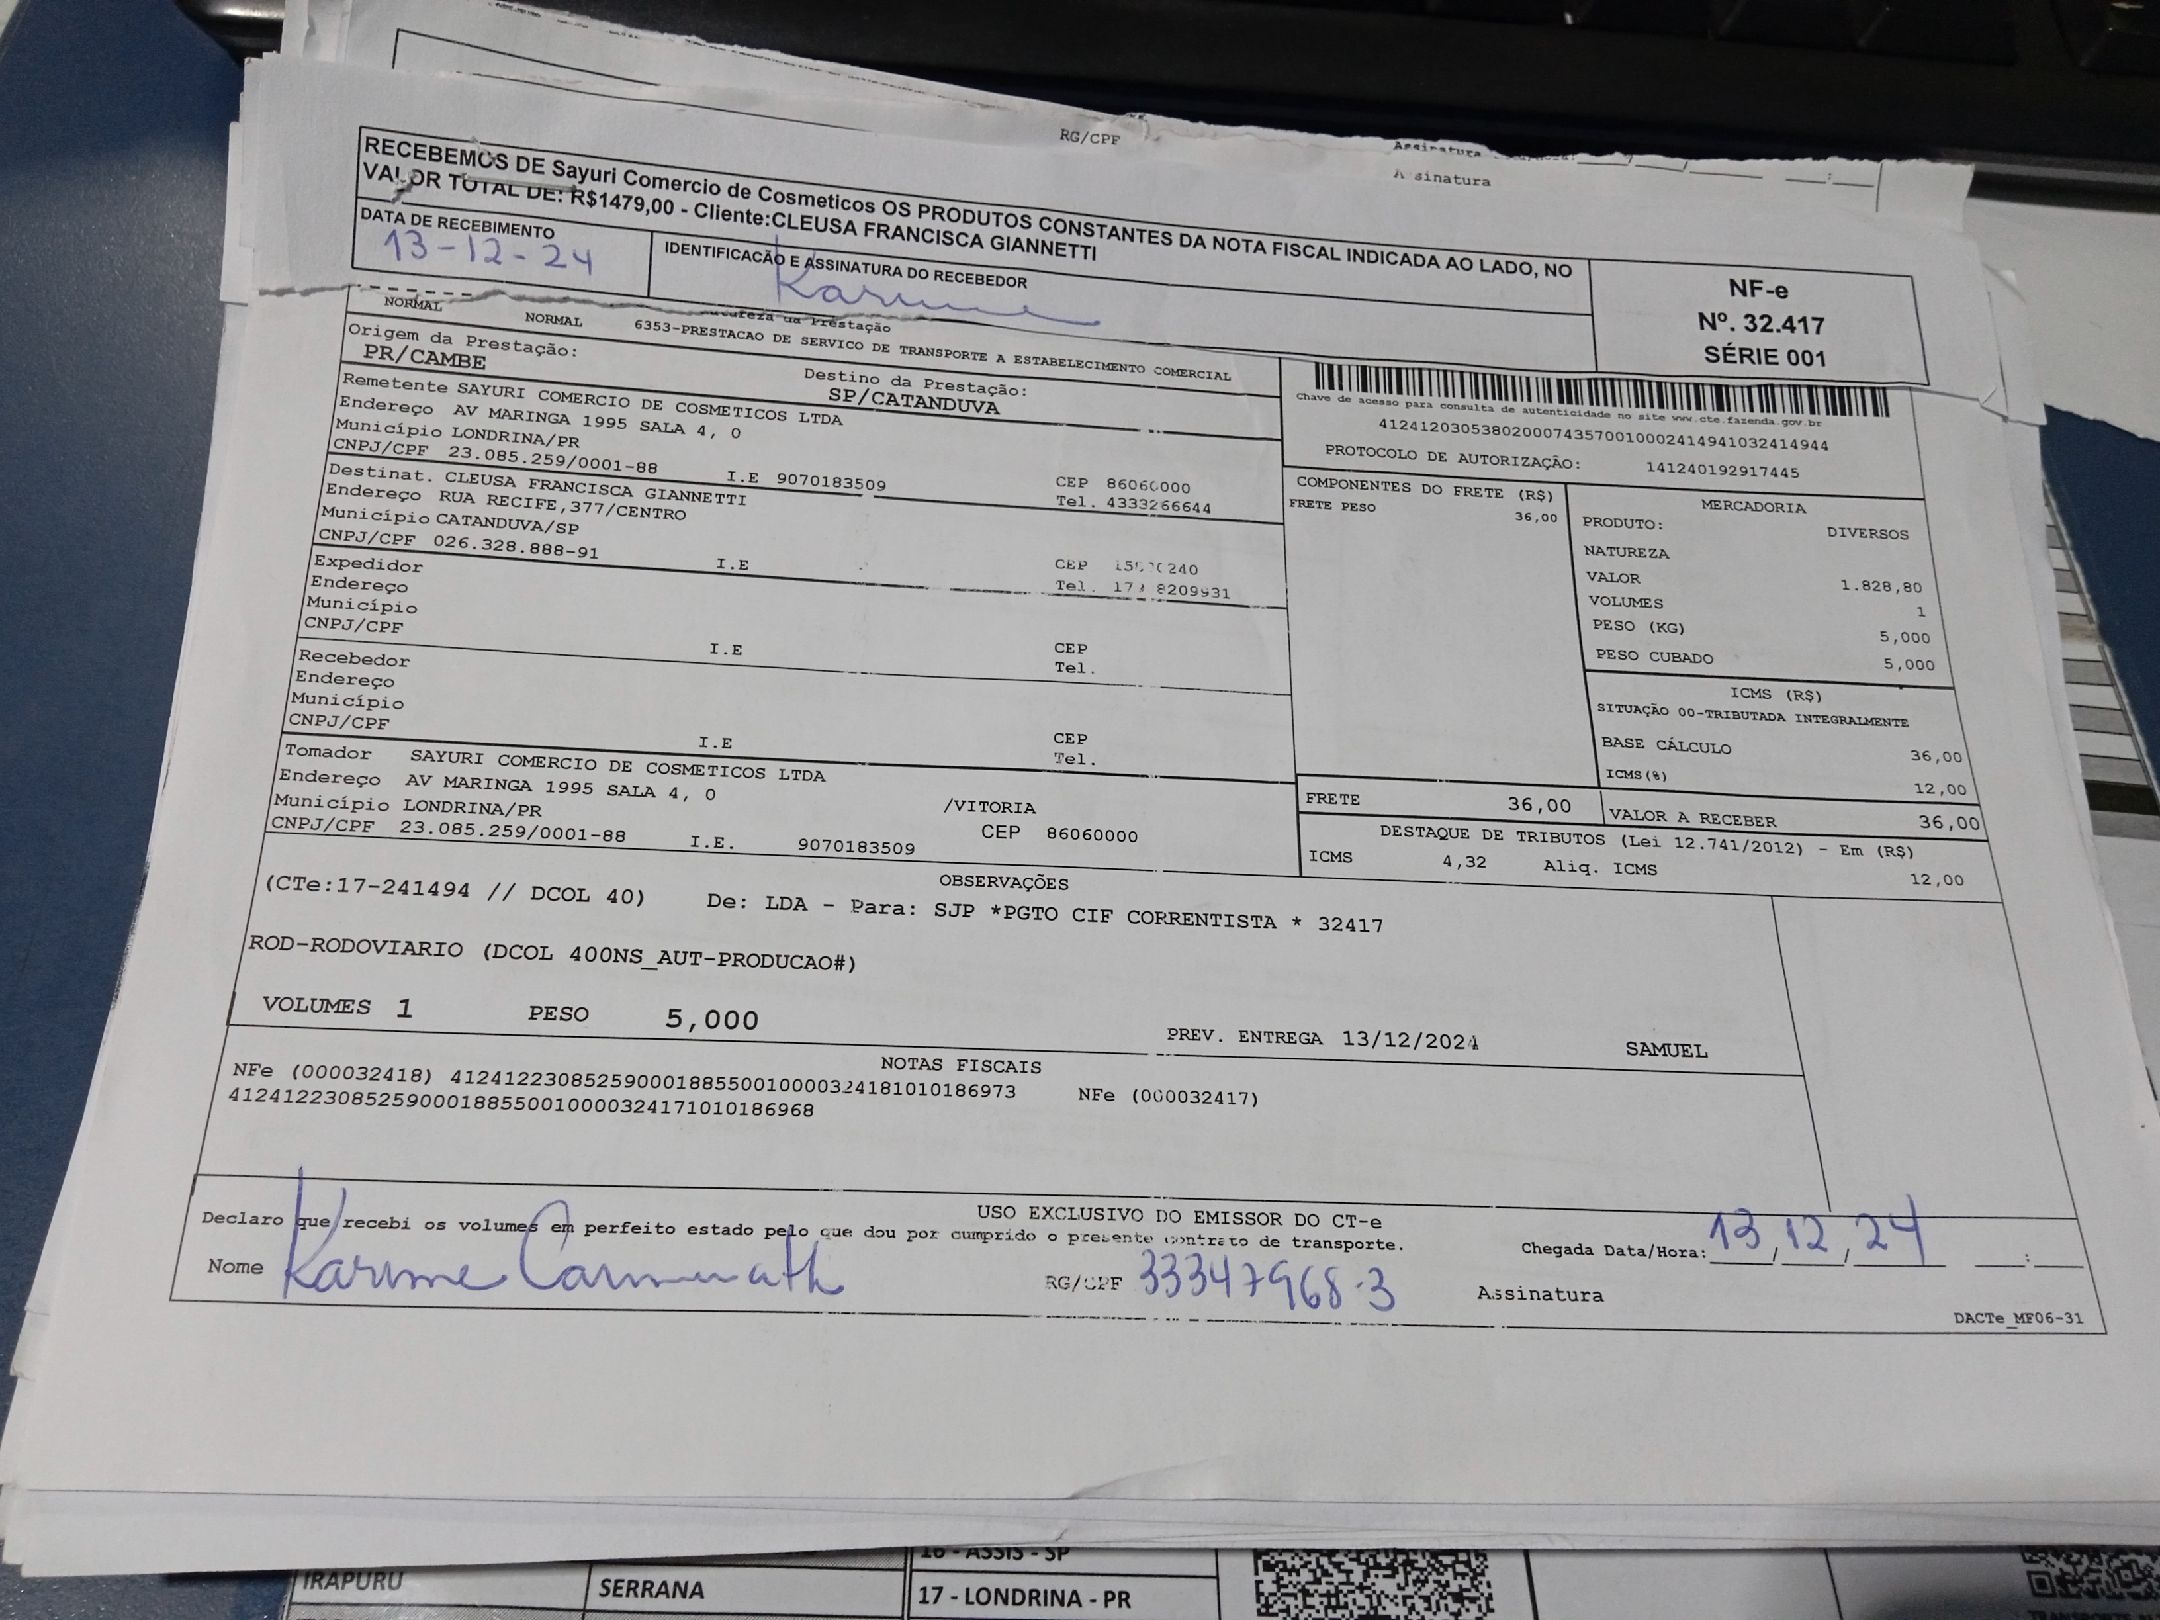 RG/CPF
Assinatura
RECEBEMOS DE Sayuri Comercio de Cosmeticos OS PRODUTOS CONSTANTES DA NOTA FISCAL INDICADA AO LADO, NO
VALOR TOTAL DE: R$1479,00 - Cliente:CLEUSA FRANCISCA GIANNETTI
DATA DE RECEBIMENTO
13-12-24
IDENTIFICACÃO E ASSINATURA DO RECEBEDOR
Karime
NF-e
Nº. 32.417
SÉRIE 001
NORMAL NORMAL 6353-PRESTACAO DE SERVICO DE TRANSPORTE A ESTABELECIMENTO COMERCIAL
Origem da Prestação:
PR/CAMBE
Destino da Prestação:
SP/CATANDUVA
Remetente SAYURI COMERCIO DE COSMETICOS LTDA
Endereço AV MARINGA 1995 SALA 4, 0
Município LONDRINA/PR
CNPJ/CPF 23.085.259/0001-88 I.E 9070183509
CEP 86060000
Tel. 4333266644
Destinat. CLEUSA FRANCISCA GIANNETTI
Endereço RUA RECIFE,377/CENTRO
Município CATANDUVA/SP
CNPJ/CPF 026.328.888-91 I.E
CEP
Tel.
Expedidor
Endereço
Município
CNPJ/CPF I.E
CEP
Tel.
Recebedor
Endereço
Município
CNPJ/CPF I.E
CEP
Tel.
Tomador SAYURI COMERCIO DE COSMETICOS LTDA
Endereço AV MARINGA 1995 SALA 4, 0 /VITORIA
Município LONDRINA/PR CEP 86060000
CNPJ/CPF 23.085.259/0001-88 I.E. 9070183509
Chave de acesso para consulta de autenticidade no site www.cte.fazenda.gov.br
41241203053802000743570010002414941032414944
PROTOCOLO DE AUTORIZAÇÃO: 141240192917445
COMPONENTES DO FRETE (R$)
FRETE PESO 36,00
MERCADORIA
PRODUTO: DIVERSOS
NATUREZA
VALOR 1.828,80
VOLUMES 1
PESO (KG) 5,000
PESO CUBADO 5,000
ICMS (R$)
SITUAÇÃO 00-TRIBUTADA INTEGRALMENTE
BASE CÁLCULO 36,00
ICMS(%) 12,00
FRETE 36,00
VALOR A RECEBER 36,00
DESTAQUE DE TRIBUTOS (Lei 12.741/2012) - Em (R$)
ICMS 4,32 Aliq. ICMS 12,00
OBSERVAÇÕES
(CTe:17-241494 // DCOL 40) De: LDA - Para: SJP *PGTO CIF CORRENTISTA * 32417
ROD-RODOVIARIO (DCOL 400NS_AUT-PRODUCAO#)
VOLUMES 1 PESO 5,000 PREV. ENTREGA 13/12/2024 SAMUEL
NOTAS FISCAIS
NFe (000032418) 41241223085259000188550010000324181010186973 NFe (000032417)
41241223085259000188550010000324171010186968
USO EXCLUSIVO DO EMISSOR DO CT-e
Declaro que recebi os volumes em perfeito estado pelo que dou por cumprido o presente contrato de transporte.
Chegada Data/Hora: 13/12/24 :
Nome Karime
RG/CPF 33347968-3
Assinatura
DACTe_MF06-31
IRAPURU
SERRANA
16 - ASSIS - SP
17 - LONDRINA - PR